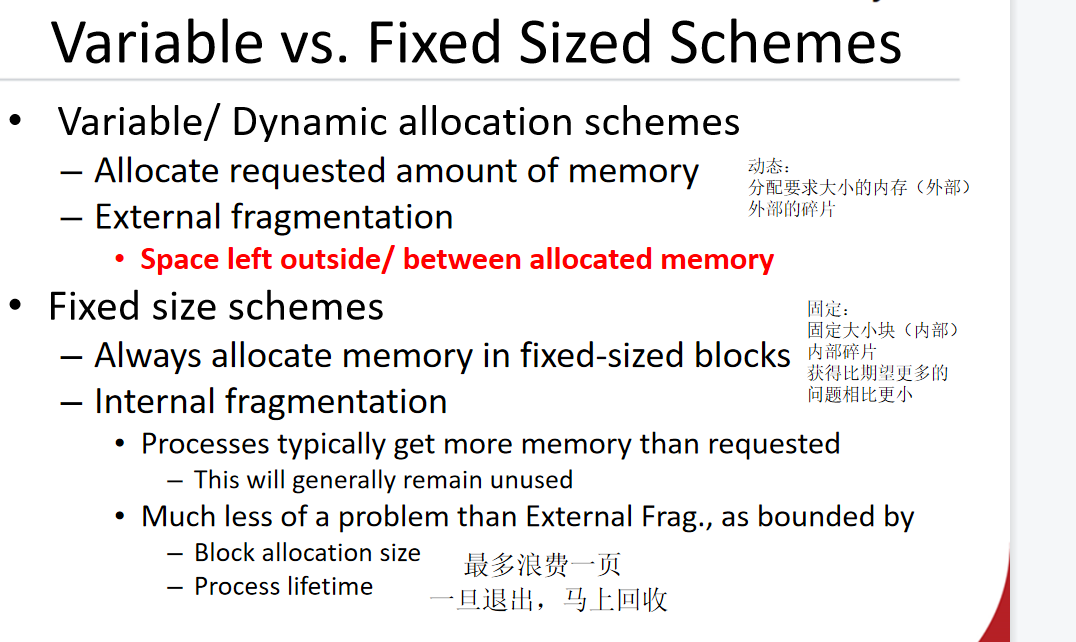 Variable vs. Fixed Sized Schemes
• Variable/ Dynamic allocation schemes
– Allocate requested amount of memory
动态:
分配要求大小的内存（外部）
外部的碎片
– External fragmentation
• Space left outside/ between allocated memory
• Fixed size schemes
固定:
固定大小块（内部）
内部碎片
获得比期望更多的
问题相比更小
– Always allocate memory in fixed-sized blocks
– Internal fragmentation
• Processes typically get more memory than requested
– This will generally remain unused
• Much less of a problem than External Frag., as bounded by
– Block allocation size
– Process lifetime
最多浪费一页
一旦退出，马上回收